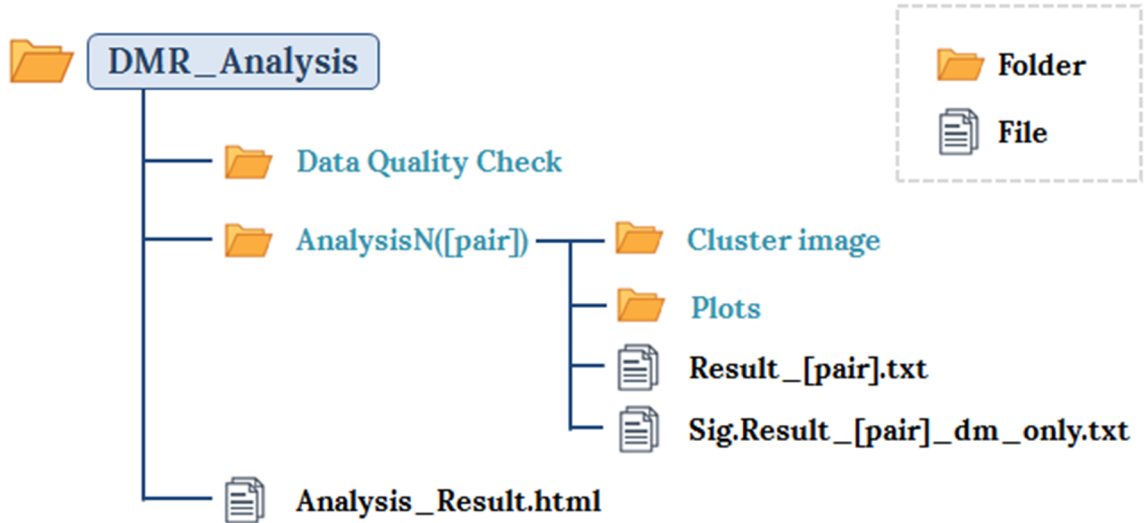 DMR_Analysis
Folder
File
Data Quality Check
AnalysisN([pair])
Cluster image
Plots
Result_[pair].txt
Sig.Result_[pair]_dm_only.txt
Analysis_Result.html